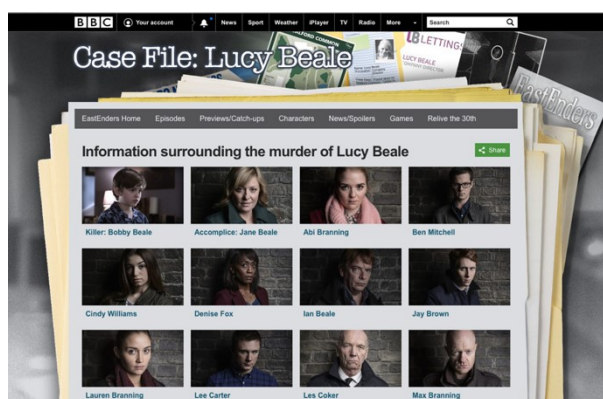 BBC Your account News Sport Weather iPlayer TV Radio More Search
Case File: Lucy Beale
LB LETTINGS
LUCY BEALE
EastEnders
EastEnders Home Episodes Previews/Catch-ups Characters News/Spoilers Games Relive the 30th
Information surrounding the murder of Lucy Beale
Share
Killer: Bobby Beale Accomplice: Jane Beale Abi Branning Ben Mitchell
Cindy Williams Denise Fox Ian Beale Jay Brown
Lauren Branning Lee Carter Les Coker Max Branning